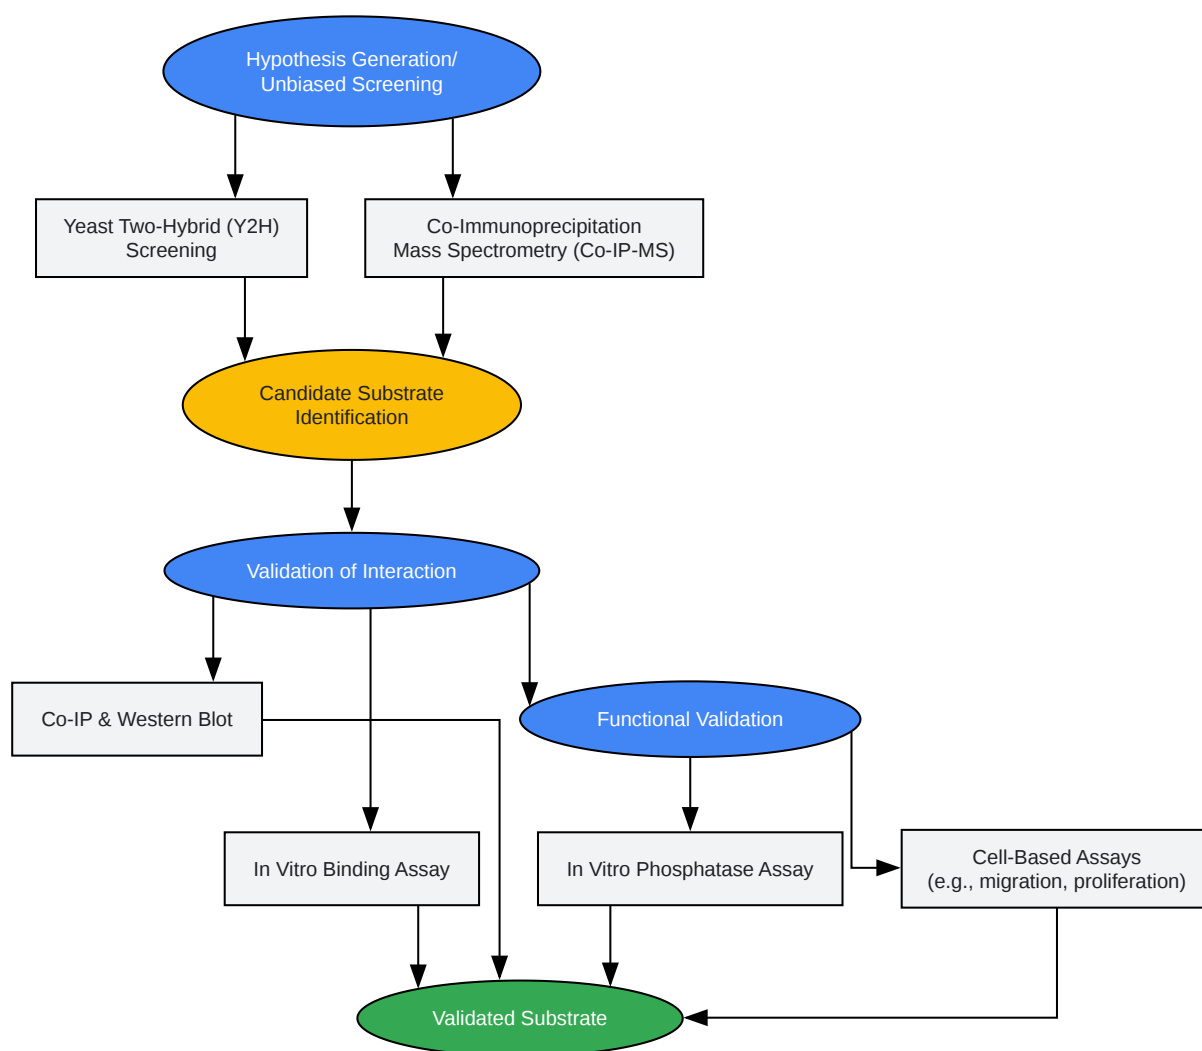 Hypothesis Generation/
Unbiased Screening
Yeast Two-Hybrid (Y2H)
Screening
Co-Immunoprecipitation
Mass Spectrometry (Co-IP-MS)
Candidate Substrate
Identification
Validation of Interaction
Co-IP & Western Blot
Functional Validation
In Vitro Binding Assay
In Vitro Phosphatase Assay
Cell-Based Assays
(e.g., migration, proliferation)
Validated Substrate